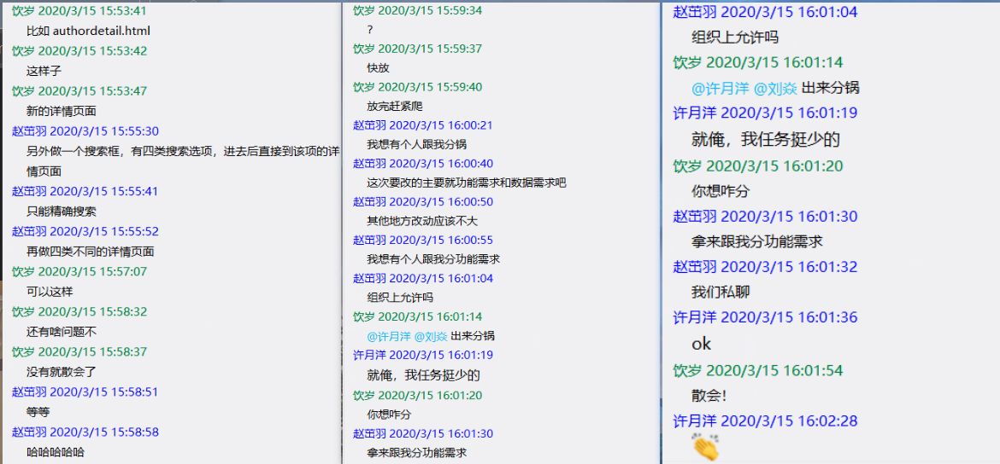 饮岁 2020/3/15 15:53:41
比如 authordetail.html
饮岁 2020/3/15 15:53:42
这样子
饮岁 2020/3/15 15:53:47
新的详情页面
赵茁羽 2020/3/15 15:55:30
另外做一个搜索框，有四类搜索选项，进去后直接到该项的详
情页面
赵茁羽 2020/3/15 15:55:41
只能精确搜索
赵茁羽 2020/3/15 15:55:52
再做四类不同的详情页面
饮岁 2020/3/15 15:57:07
可以这样
饮岁 2020/3/15 15:58:32
还有啥问题不
饮岁 2020/3/15 15:58:37
没有就散会了
赵茁羽 2020/3/15 15:58:51
等等
赵茁羽 2020/3/15 15:58:58
哈哈哈哈哈
饮岁 2020/3/15 15:59:34
?
饮岁 2020/3/15 15:59:37
快放
饮岁 2020/3/15 15:59:40
放完赶紧爬
赵茁羽 2020/3/15 16:00:21
我想有个人跟我分锅
赵茁羽 2020/3/15 16:00:40
这次要改的主要就功能需求和数据需求吧
赵茁羽 2020/3/15 16:00:50
其他地方改动应该不大
赵茁羽 2020/3/15 16:00:55
我想有个人跟我分功能需求
赵茁羽 2020/3/15 16:01:04
组织上允许吗
饮岁 2020/3/15 16:01:14
@许月洋 @刘焱 出来分锅
许月洋 2020/3/15 16:01:19
就俺，我任务挺少的
饮岁 2020/3/15 16:01:20
你想咋分
赵茁羽 2020/3/15 16:01:30
拿来跟我分功能需求
赵茁羽 2020/3/15 16:01:04
组织上允许吗
饮岁 2020/3/15 16:01:14
@许月洋 @刘焱 出来分锅
许月洋 2020/3/15 16:01:19
就俺，我任务挺少的
饮岁 2020/3/15 16:01:20
你想咋分
赵茁羽 2020/3/15 16:01:30
拿来跟我分功能需求
赵茁羽 2020/3/15 16:01:32
我们私聊
许月洋 2020/3/15 16:01:36
ok
饮岁 2020/3/15 16:01:54
散会！
许月洋 2020/3/15 16:02:28